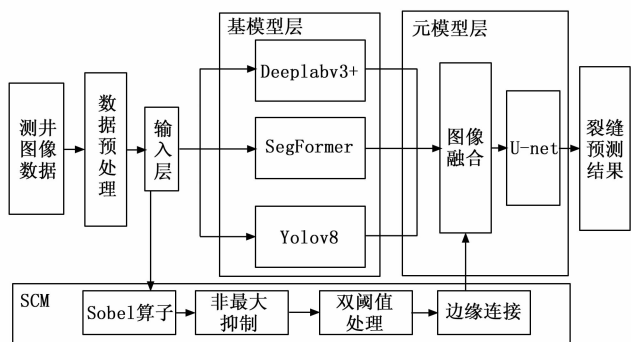 基模型层
元模型层
测井
图像
数据
数
据
预
处
理
输
入
层
Deeplabv3+
SegFormer
Yolov8
图像
融合
U-net
裂缝
预测
结果
SCM
Sobel算子
非最大
抑制
双阈值
处理
边缘连接